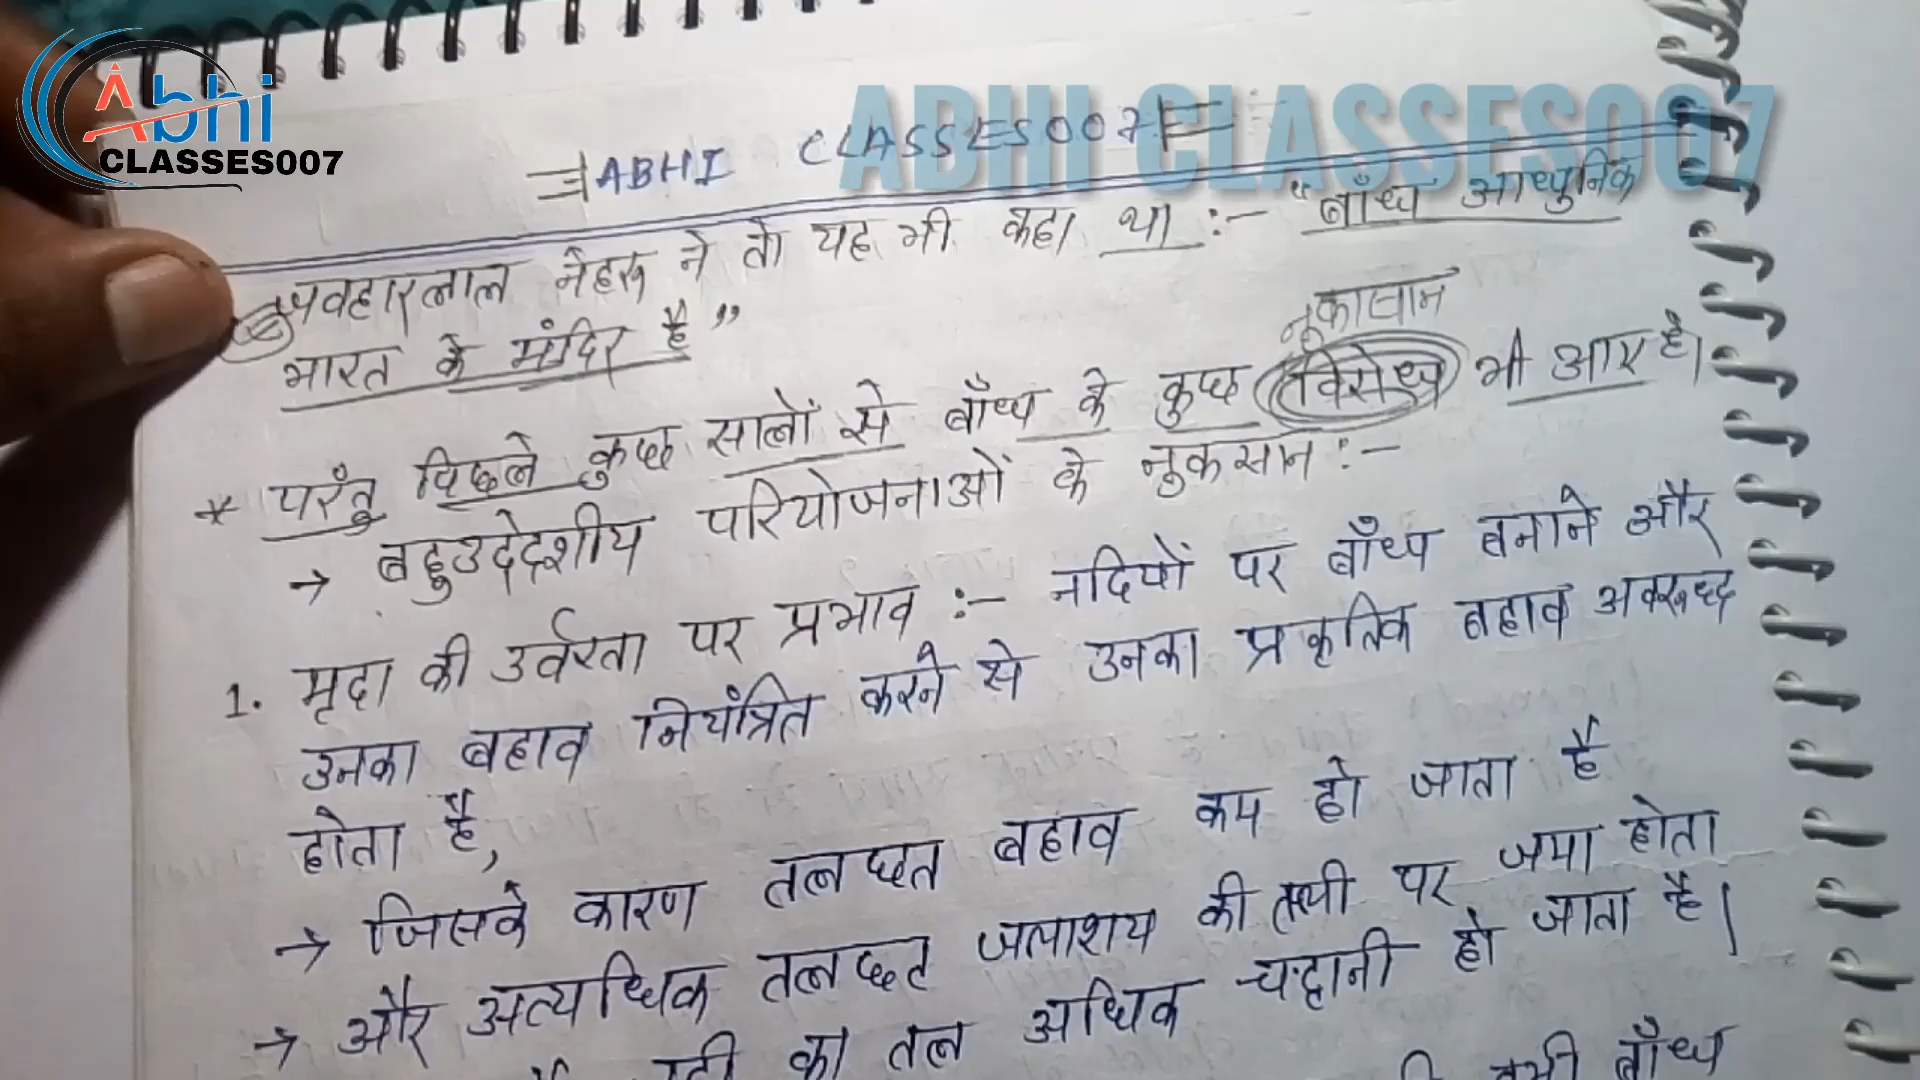 Abhi
CLASSES007
ABHI CLASSES007
ABHI CLASSES007
जवाहरलाल नेहरू ने तो यह भी कहा था :- "बाँध आधुनिक
भारत के मंदिर है"
नुकासान
* परंतु पिछले कुछ सालों से बाँध के कुछ विरोध भी आए है।
→ बहुउद्देशीय परियोजनाओं के नुकसान :-
1. मृदा की उर्वरता पर प्रभाव :- नदियों पर बाँध बनाने और
उनका बहाव नियंत्रित करने से उनका प्रकृतिक बहाव अवरूध्द
होता है,
→ जिसके कारण तलछत बहाव कम हो जाता है
→ और अत्यधिक तलछट जलाशय की तली पर जमा होता
का तल अधिक चट्टानी हो जाता है।
बाँध